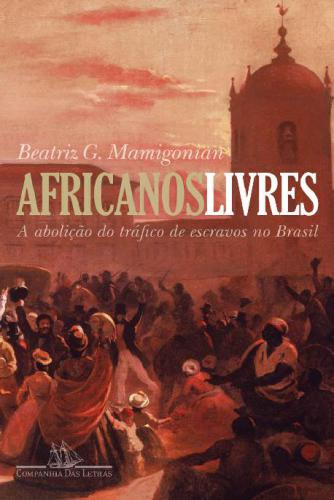 Beatriz G. Mamigonian
AFRICANOSLIVRES
A abolição do tráfico de escravos no Brasil
COMPANHIA DAS LETRAS